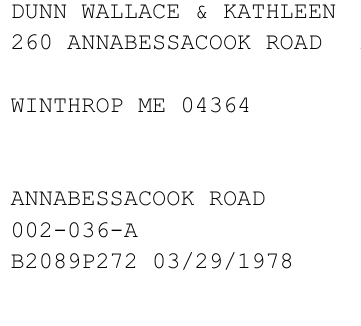 DUNN WALLACE & KATHLEEN
260 ANNABESSACOOK ROAD
WINTHROP ME 04364
ANNABESSACOOK ROAD
002-036-A
B2089P272 03/29/1978